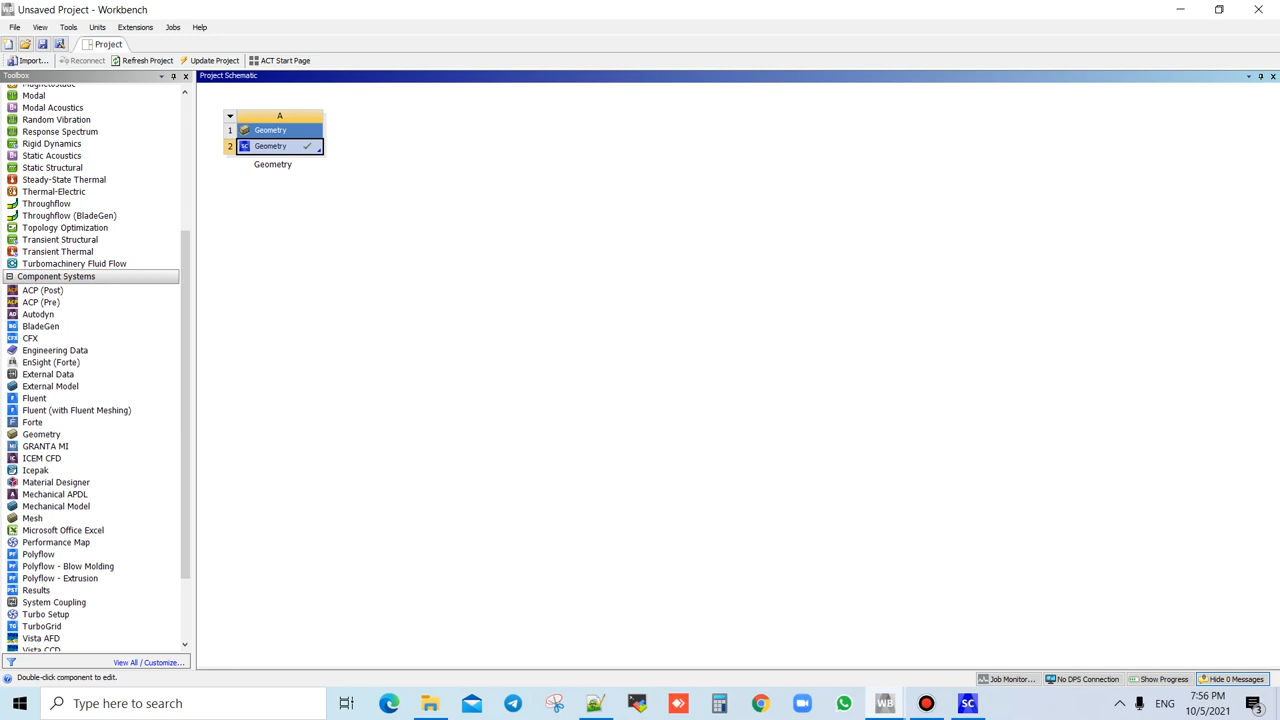 Unsaved Project - Workbench
File View Tools Units Extensions Jobs Help
Project
Import... Reconnect Refresh Project Update Project ACT Start Page
Toolbox
Project Schematic
Magnetostatic
Modal
Modal Acoustics
Random Vibration
Response Spectrum
Rigid Dynamics
Static Acoustics
Static Structural
Steady-State Thermal
Thermal-Electric
Throughflow
Throughflow (BladeGen)
Topology Optimization
Transient Structural
Transient Thermal
Turbomachinery Fluid Flow
Component Systems
ACP (Post)
ACP (Pre)
Autodyn
BladeGen
CFX
Engineering Data
EnSight (Forte)
External Data
External Model
Fluent
Fluent (with Fluent Meshing)
Forte
Geometry
GRANTA MI
ICEM CFD
Icepak
Material Designer
Mechanical APDL
Mechanical Model
Mesh
Microsoft Office Excel
Performance Map
Polyflow
Polyflow - Blow Molding
Polyflow - Extrusion
Results
System Coupling
Turbo Setup
TurboGrid
Vista AFD
Vista CCD
View All / Customize...
A
1 Geometry
2 SC Geometry
Geometry
Double-click component to edit.
Job Monitor... No DPS Connection Show Progress Hide 0 Messages
Type here to search
WB
SC
ENG
7:56 PM
10/5/2021
3